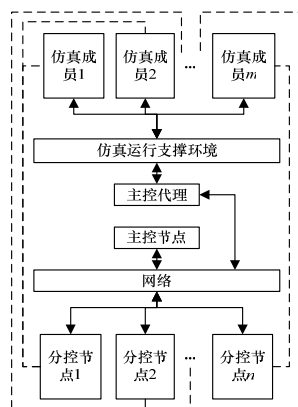 仿真成
员1
仿真成
员2
...
仿真成
员m
仿真运行支撑环境
主控代理
主控节点
网络
分控节
点1
分控节
点2
...
分控节
点n